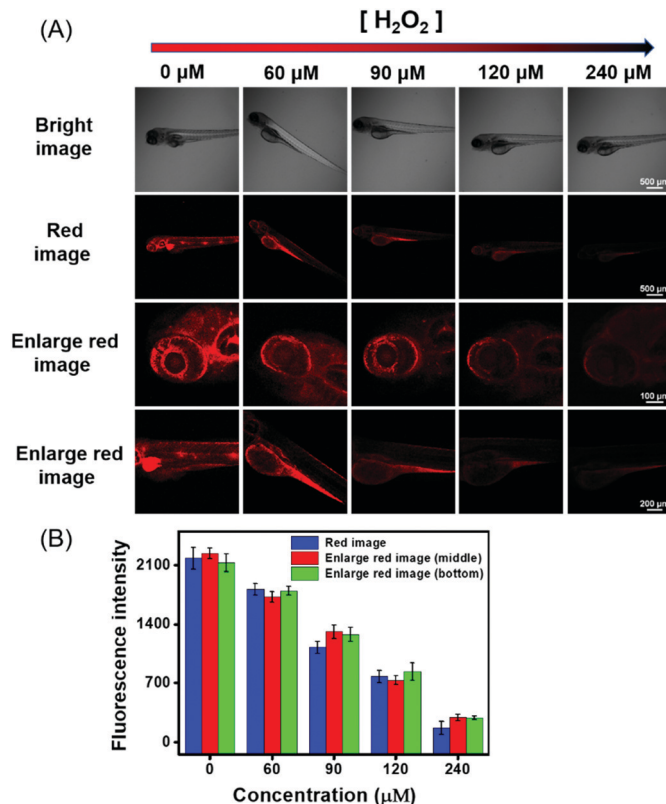 (A)
[ H₂O₂ ]
0 μM 60 μM 90 μM 120 μM 240 μM
Bright
image
500 μm
Red
image
500 μm
Enlarge red
image
100 μm
Enlarge red
image
200 μm
(B)
Fluorescence intensity
2100
1400
700
0
Red image
Enlarge red image (middle)
Enlarge red image (bottom)
0 60 90 120 240
Concentration (μM)